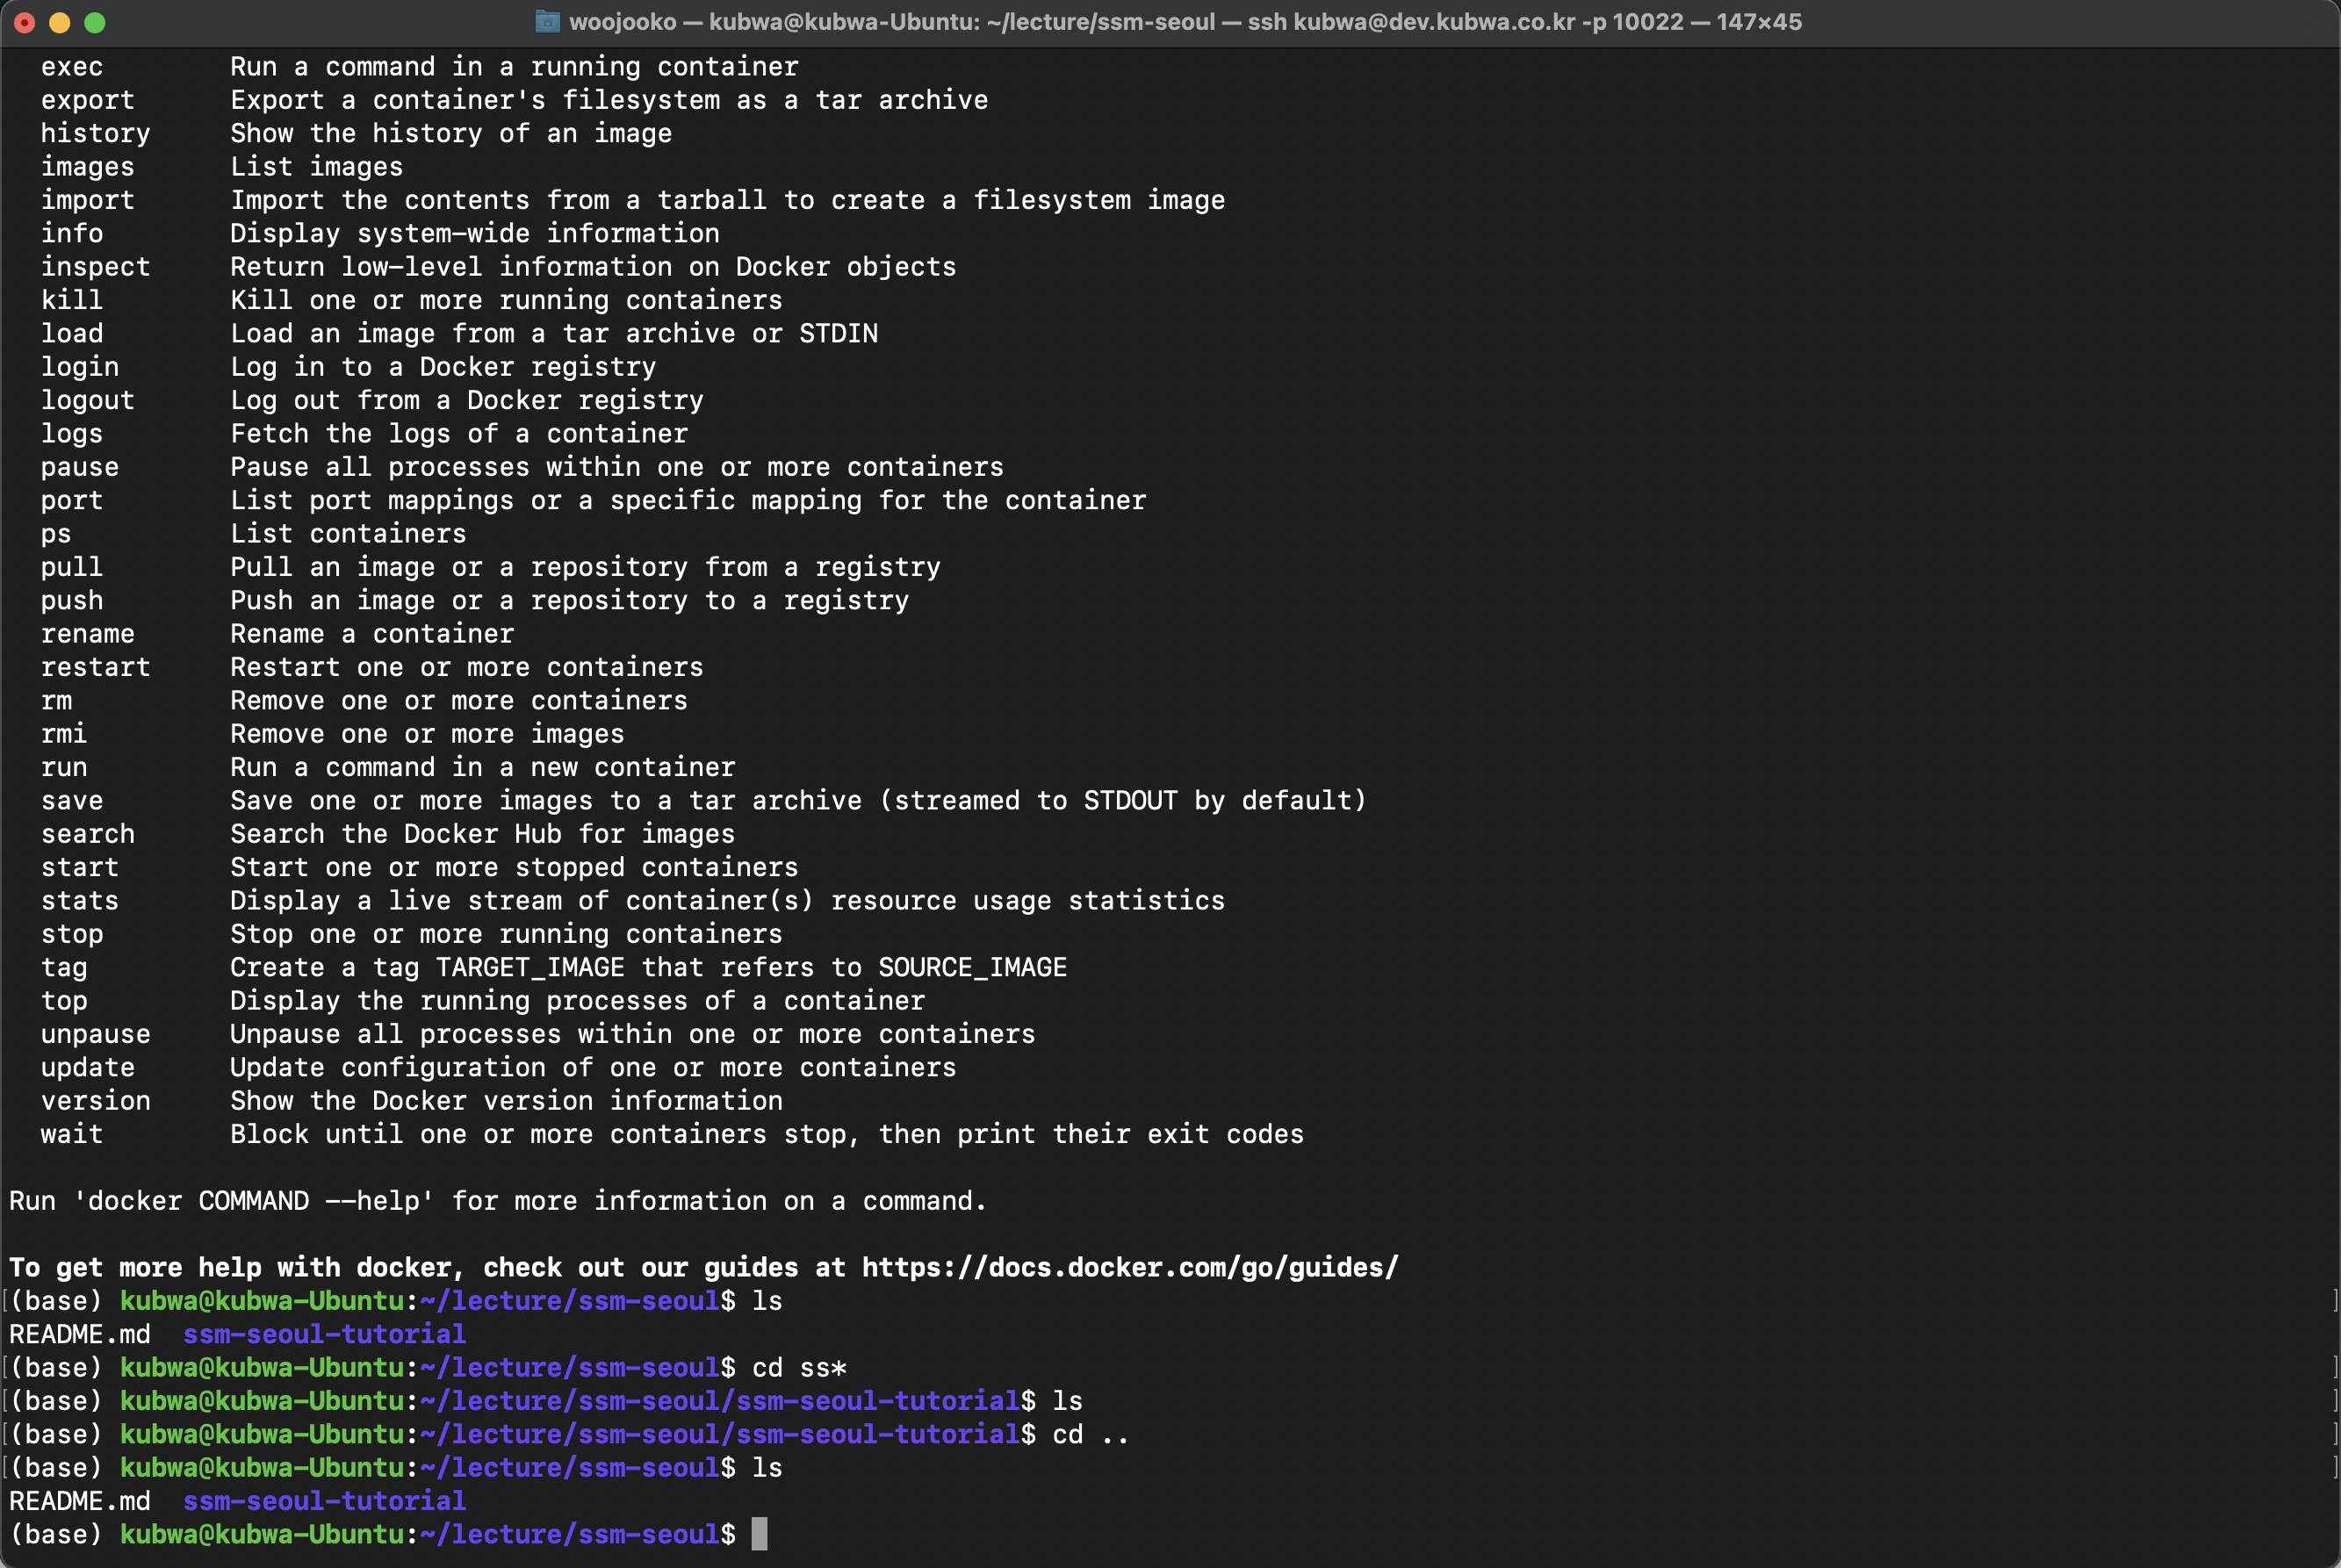 woojooko — kubwa@kubwa-Ubuntu: ~/lecture/ssm-seoul — ssh kubwa@dev.kubwa.co.kr -p 10022 — 147×45
exec        Run a command in a running container
export      Export a container's filesystem as a tar archive
history     Show the history of an image
images      List images
import      Import the contents from a tarball to create a filesystem image
info        Display system-wide information
inspect     Return low-level information on Docker objects
kill        Kill one or more running containers
load        Load an image from a tar archive or STDIN
login       Log in to a Docker registry
logout      Log out from a Docker registry
logs        Fetch the logs of a container
pause       Pause all processes within one or more containers
port        List port mappings or a specific mapping for the container
ps          List containers
pull        Pull an image or a repository from a registry
push        Push an image or a repository to a registry
rename      Rename a container
restart     Restart one or more containers
rm          Remove one or more containers
rmi         Remove one or more images
run         Run a command in a new container
save        Save one or more images to a tar archive (streamed to STDOUT by default)
search      Search the Docker Hub for images
start       Start one or more stopped containers
stats       Display a live stream of container(s) resource usage statistics
stop        Stop one or more running containers
tag         Create a tag TARGET_IMAGE that refers to SOURCE_IMAGE
top         Display the running processes of a container
unpause     Unpause all processes within one or more containers
update      Update configuration of one or more containers
version     Show the Docker version information
wait        Block until one or more containers stop, then print their exit codes
Run 'docker COMMAND --help' for more information on a command.
To get more help with docker, check out our guides at https://docs.docker.com/go/guides/
[(base) kubwa@kubwa-Ubuntu:~/lecture/ssm-seoul$ ls ]
README.md  ssm-seoul-tutorial
[(base) kubwa@kubwa-Ubuntu:~/lecture/ssm-seoul$ cd ss* ]
[(base) kubwa@kubwa-Ubuntu:~/lecture/ssm-seoul/ssm-seoul-tutorial$ ls ]
[(base) kubwa@kubwa-Ubuntu:~/lecture/ssm-seoul/ssm-seoul-tutorial$ cd .. ]
[(base) kubwa@kubwa-Ubuntu:~/lecture/ssm-seoul$ ls ]
README.md  ssm-seoul-tutorial
(base) kubwa@kubwa-Ubuntu:~/lecture/ssm-seoul$